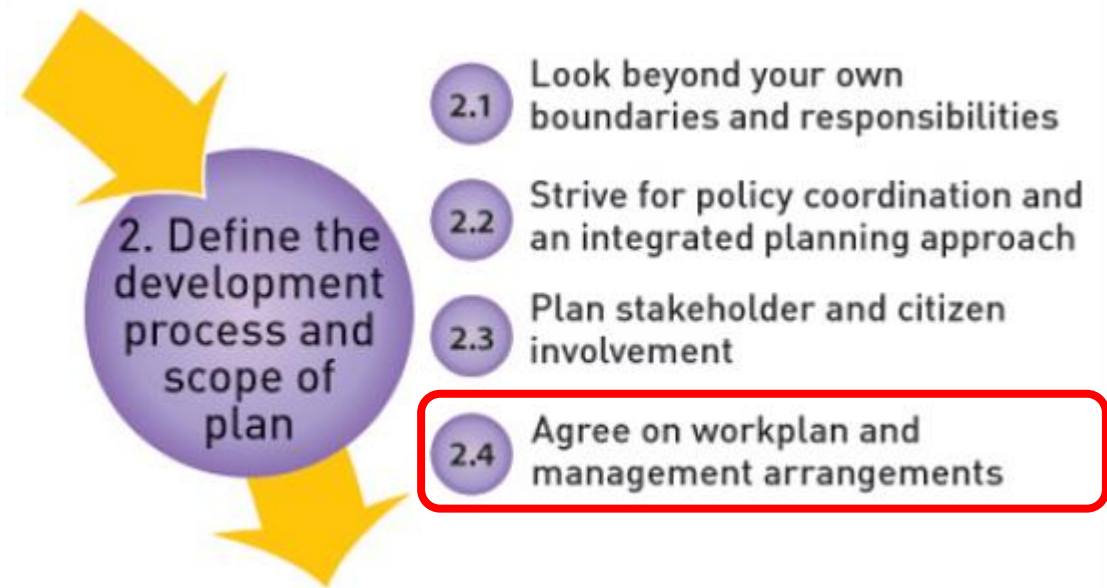 2. Define the
development
process and
scope of
plan
2.1
Look beyond your own
boundaries and responsibilities
2.2
Strive for policy coordination and
an integrated planning approach
2.3
Plan stakeholder and citizen
involvement
2.4
Agree on workplan and
management arrangements